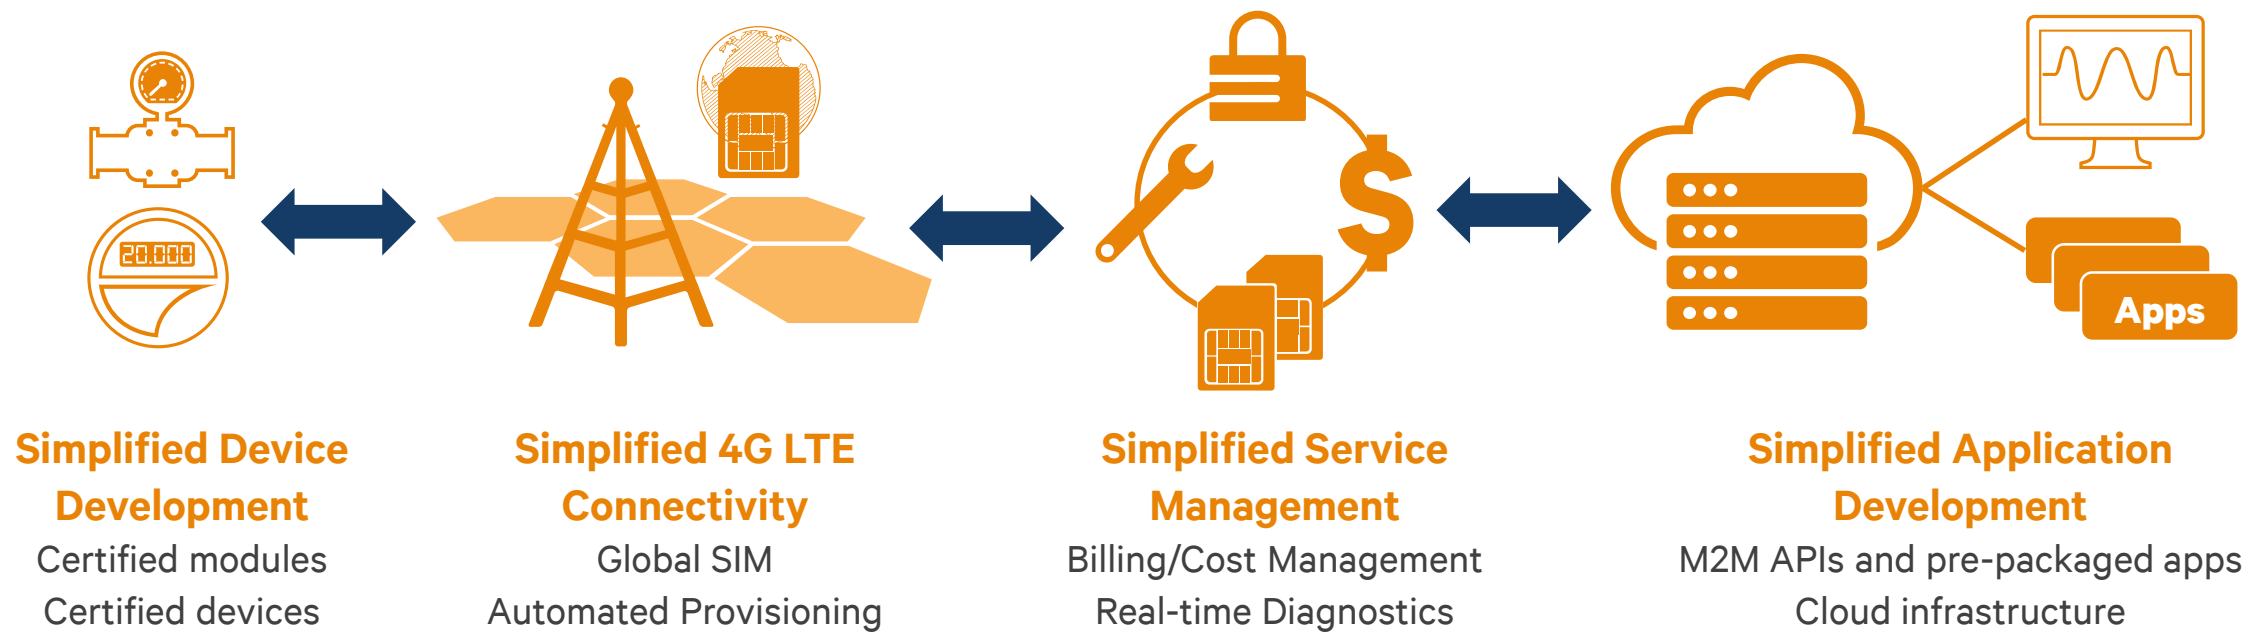 20.000
Apps
Simplified Device
Development
Certified modules
Certified devices
Simplified 4G LTE
Connectivity
Global SIM
Automated Provisioning
Simplified Service
Management
Billing/Cost Management
Real-time Diagnostics
Simplified Application
Development
M2M APIs and pre-packaged apps
Cloud infrastructure